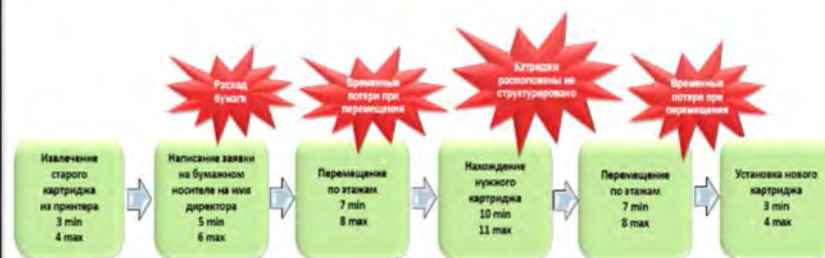 Расход
бумаги
Временные
потери при
перемещении
Катриджи
расположены не
структурировано
Временные
потери при
перемещении
Извлечение
старого
картриджа
из принтера
3 min
4 max
Написание заявки
на бумажном
носителе на имя
директора
5 min
6 max
Перемещение
по этажам
7 min
8 max
Нахождение
нужного
картриджа
10 min
11 max
Перемещение
по этажам
7 min
8 max
Установка нового
картриджа
3 min
4 max